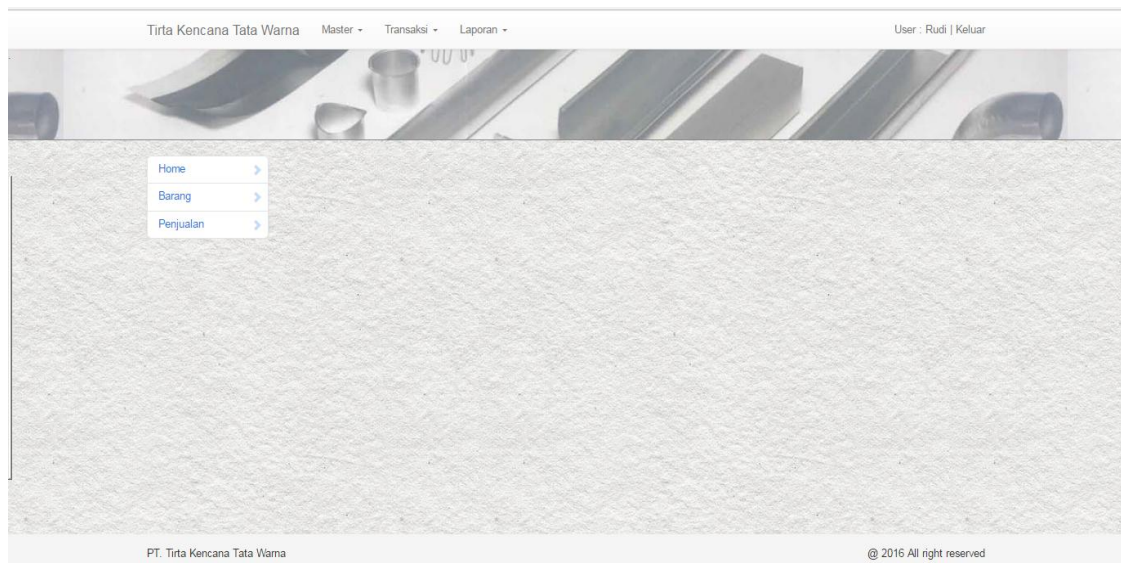 Tirta Kencana Tata Warna Master Transaksi Laporan User : Rudi | Keluar
Home
Barang
Penjualan
PT. Tirta Kencana Tata Warna @ 2016 All right reserved